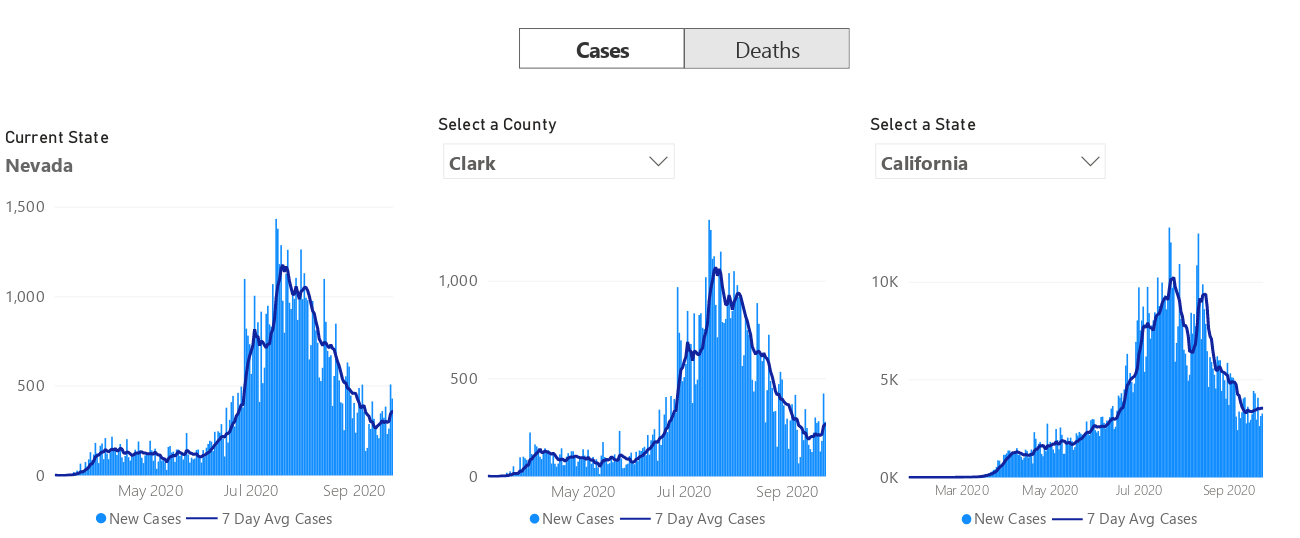 Cases Deaths
Current State
Nevada
1,500
1,000
500
0
May 2020 Jul 2020 Sep 2020
New Cases 7 Day Avg Cases
Select a County
Clark
1,000
500
0
May 2020 Jul 2020 Sep 2020
New Cases 7 Day Avg Cases
Select a State
California
10K
5K
0K
Mar 2020 May 2020 Jul 2020 Sep 2020
New Cases 7 Day Avg Cases